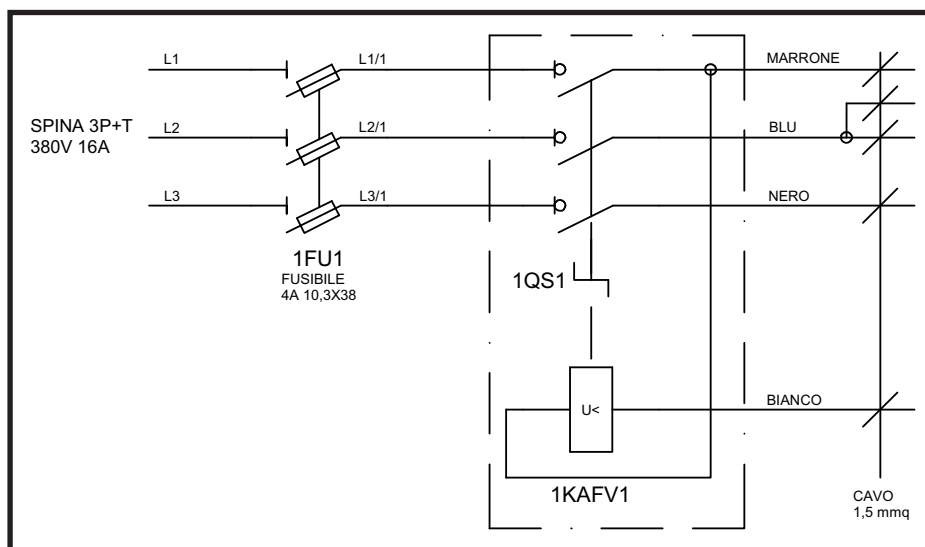 L1
L1/1
MARRONE
SPINA 3P+T
380V 16A
L2
L2/1
BLU
L3
L3/1
NERO
1FU1
FUSIBILE
4A 10,3X38
1QS1
U<
BIANCO
1KAFV1
CAVO
1,5 mmq